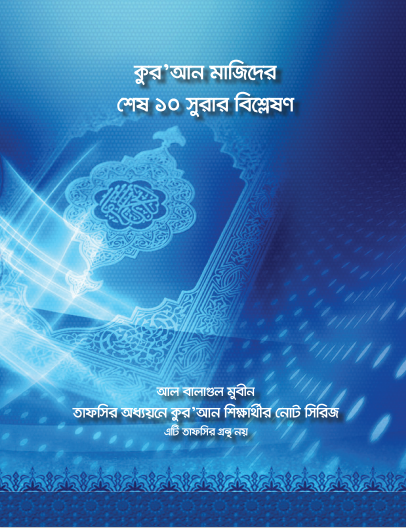 কুর’আন মাজিদের
শেষ ১০ সুরার বিশ্লেষণ
আল বালাগুল মুবীন
তাফসির অধ্যয়নে কুর’আন শিক্ষার্থীর নোট সিরিজ
এটি তাফসির গ্রন্থ নয়